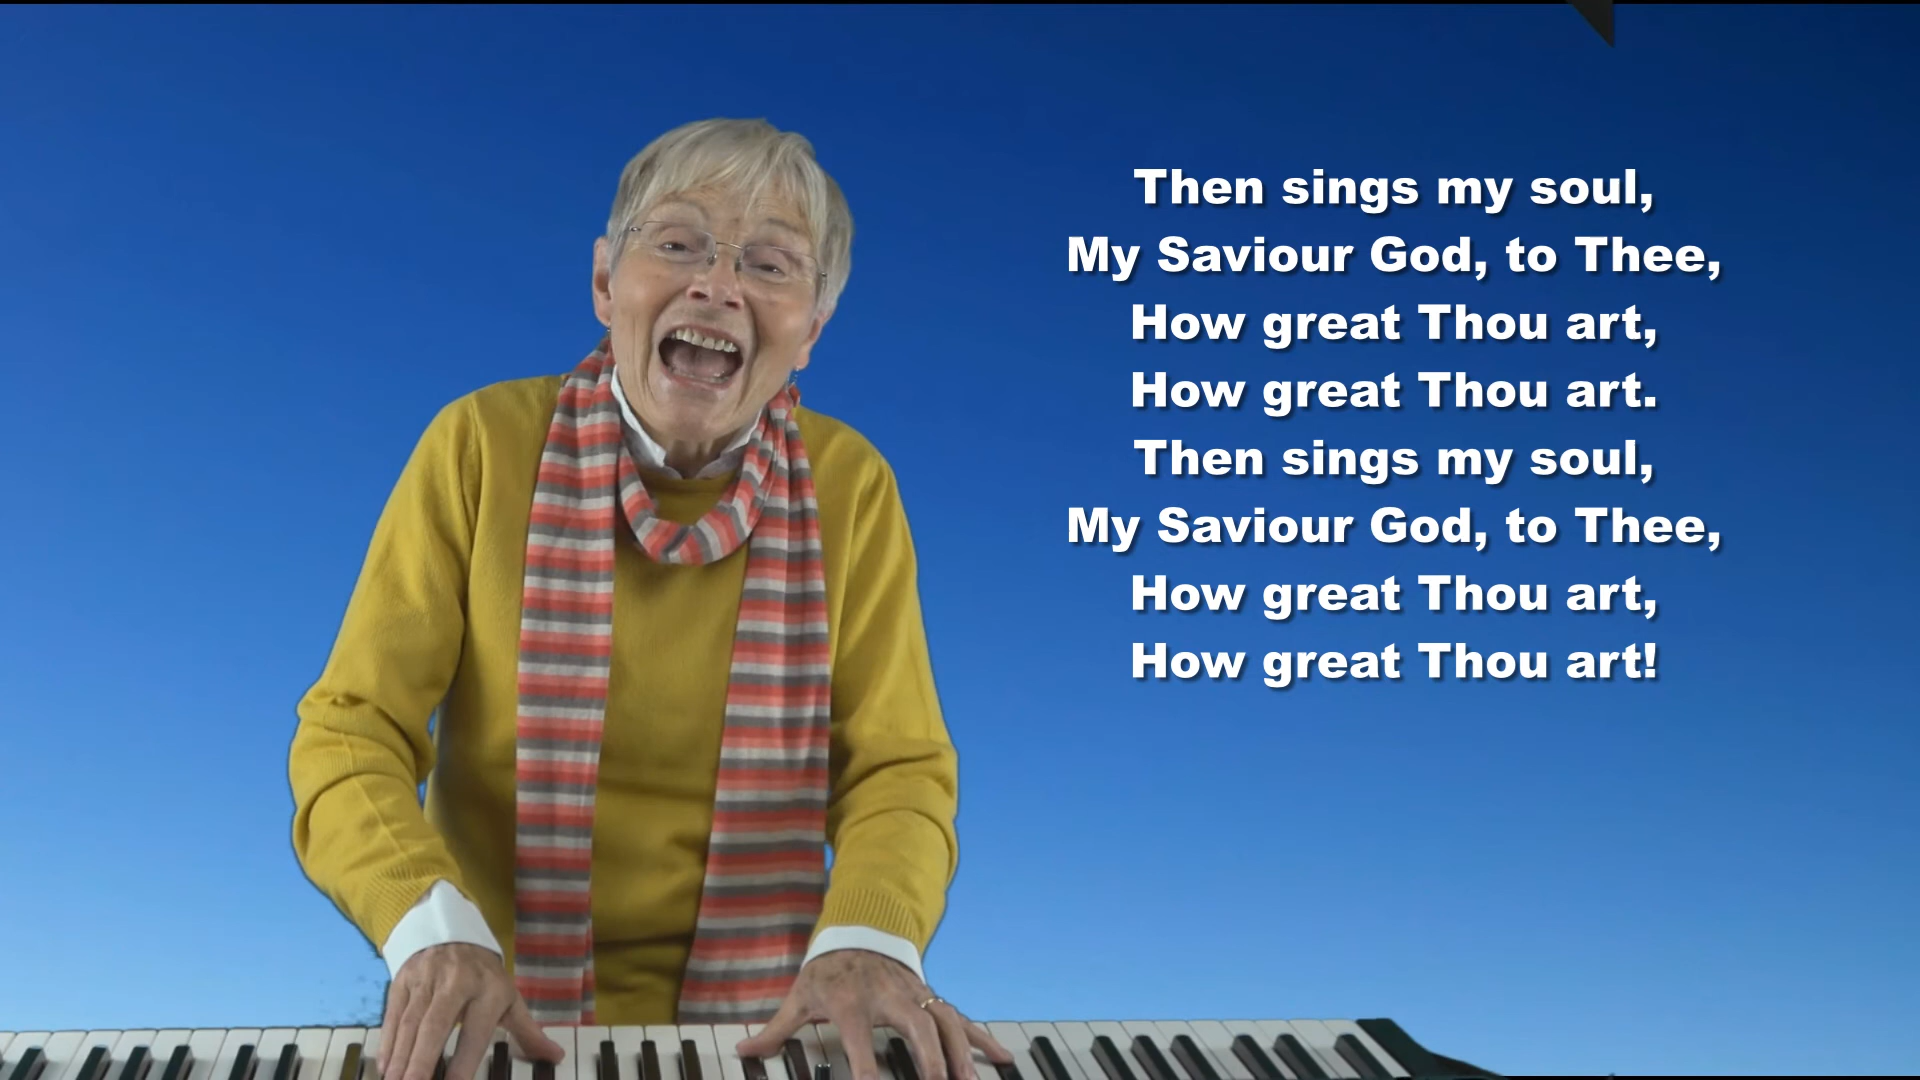 Then sings my soul,
My Saviour God, to Thee,
How great Thou art,
How great Thou art.
Then sings my soul,
My Saviour God, to Thee,
How great Thou art,
How great Thou art!